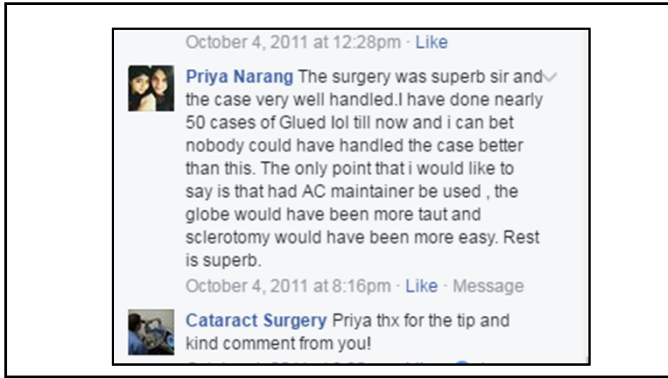 October 4, 2011 at 12:28pm · Like
Priya Narang The surgery was superb sir and
the case very well handled.I have done nearly
50 cases of Glued Iol till now and i can bet
nobody could have handled the case better
than this. The only point that i would like to
say is that had AC maintainer be used , the
globe would have been more taut and
sclerotomy would have been more easy. Rest
is superb.
October 4, 2011 at 8:16pm · Like · Message
Cataract Surgery Priya thx for the tip and
kind comment from you!